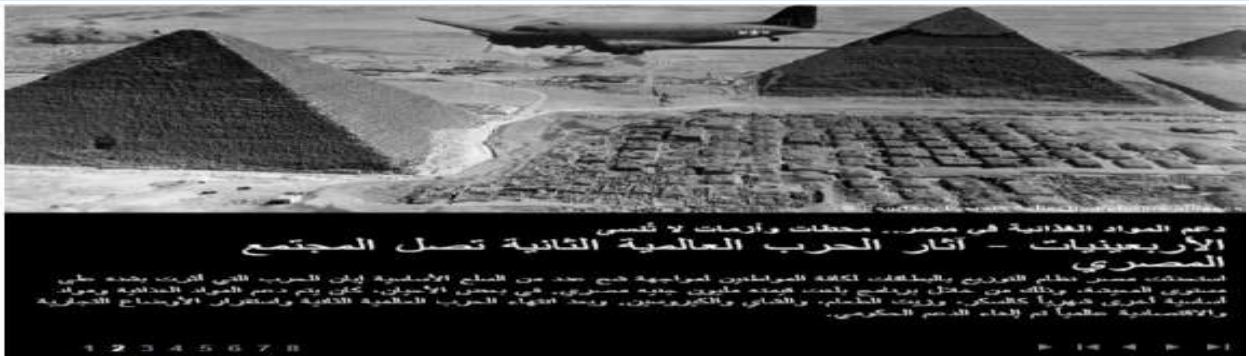 دعم المواد الغذائية في مصر.. محطات وأزمات لا تُنسى
الأربعينيات - آثار الحرب العالمية الثانية تصل المجتمع
المصري
استحدثت مصر نظام التوزيع بالبطاقات لكافة المواطنين لمواجهة شح عدد من السلع الأساسية إبان الحرب التي أثرت بشدة على
مستوى المعيشة، وذلك من خلال برنامج بلغت قيمته مليون جنيه مصري. في بعض الأحيان، كان يتم دعم المواد الغذائية ومواد
أساسية أخرى شهرياً كالسكر، وزيت الطعام، والشاي، والكيروسين.. وبعد انتهاء الحرب العالمية الثانية واستقرار الأوضاع التجارية
والاقتصادية عالمياً تم إلغاء الدعم الحكومي.
1 2 3 4 5 6 7 8